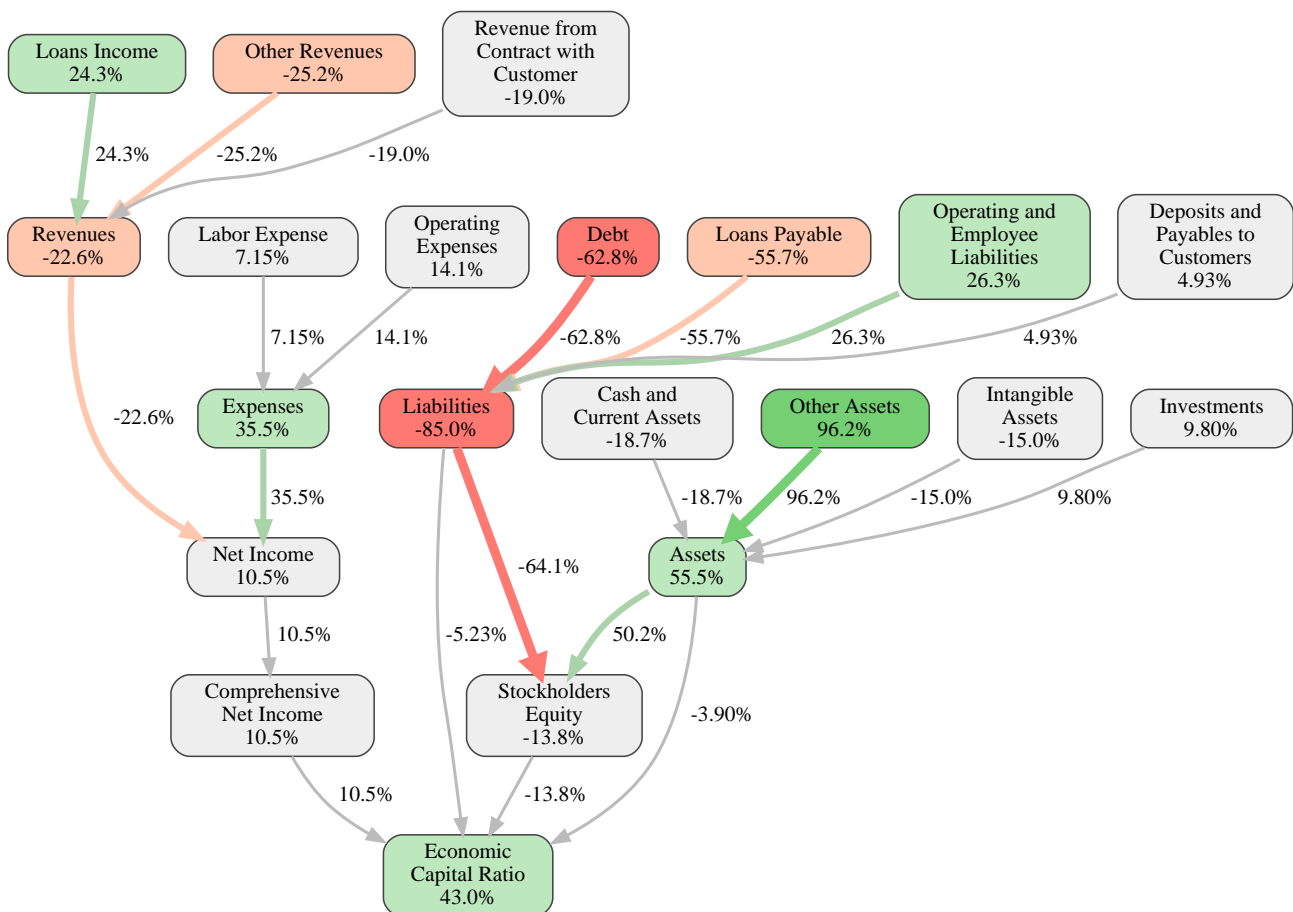 Loans Income
24.3%
Other Revenues
-25.2%
Revenue from
Contract with
Customer
-19.0%
24.3%
-25.2%
-19.0%
Revenues
-22.6%
Labor Expense
7.15%
Operating
Expenses
14.1%
Debt
-62.8%
Loans Payable
-55.7%
Operating and
Employee
Liabilities
26.3%
Deposits and
Payables to
Customers
4.93%
7.15%
14.1%
-62.8%
-55.7%
26.3%
4.93%
-22.6%
Expenses
35.5%
Liabilities
-85.0%
Cash and
Current Assets
-18.7%
Other Assets
96.2%
Intangible
Assets
-15.0%
Investments
9.80%
35.5%
-18.7%
96.2%
-15.0%
9.80%
Net Income
10.5%
-64.1%
Assets
55.5%
10.5%
-5.23%
50.2%
-3.90%
Comprehensive
Net Income
10.5%
Stockholders
Equity
-13.8%
10.5%
-13.8%
Economic
Capital Ratio
43.0%